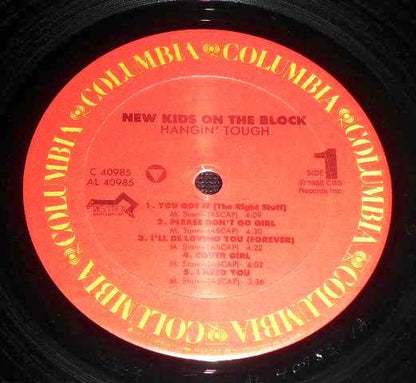 COLUMBIA COLUMBIA COLUMBIA COLUMBIA COLUMBIA COLUMBIA
NEW KIDS ON THE BLOCK
HANGIN' TOUGH
C 40985
AL 40985
SIDE 1
℗ 1988 CBS
Records Inc.
1. YOU GOT IT (The Right Stuff)
M. Starr-(ASCAP) 4:09
2. PLEASE DON'T GO GIRL
M. Starr-(ASCAP) 4:30
3. I'LL BE LOVING YOU (FOREVER)
M. Starr-(ASCAP) 4:22
4. COVER GIRL
M. Starr-(ASCAP) 4:02
5. I NEED YOU
M. Starr-(ASCAP) 3:36